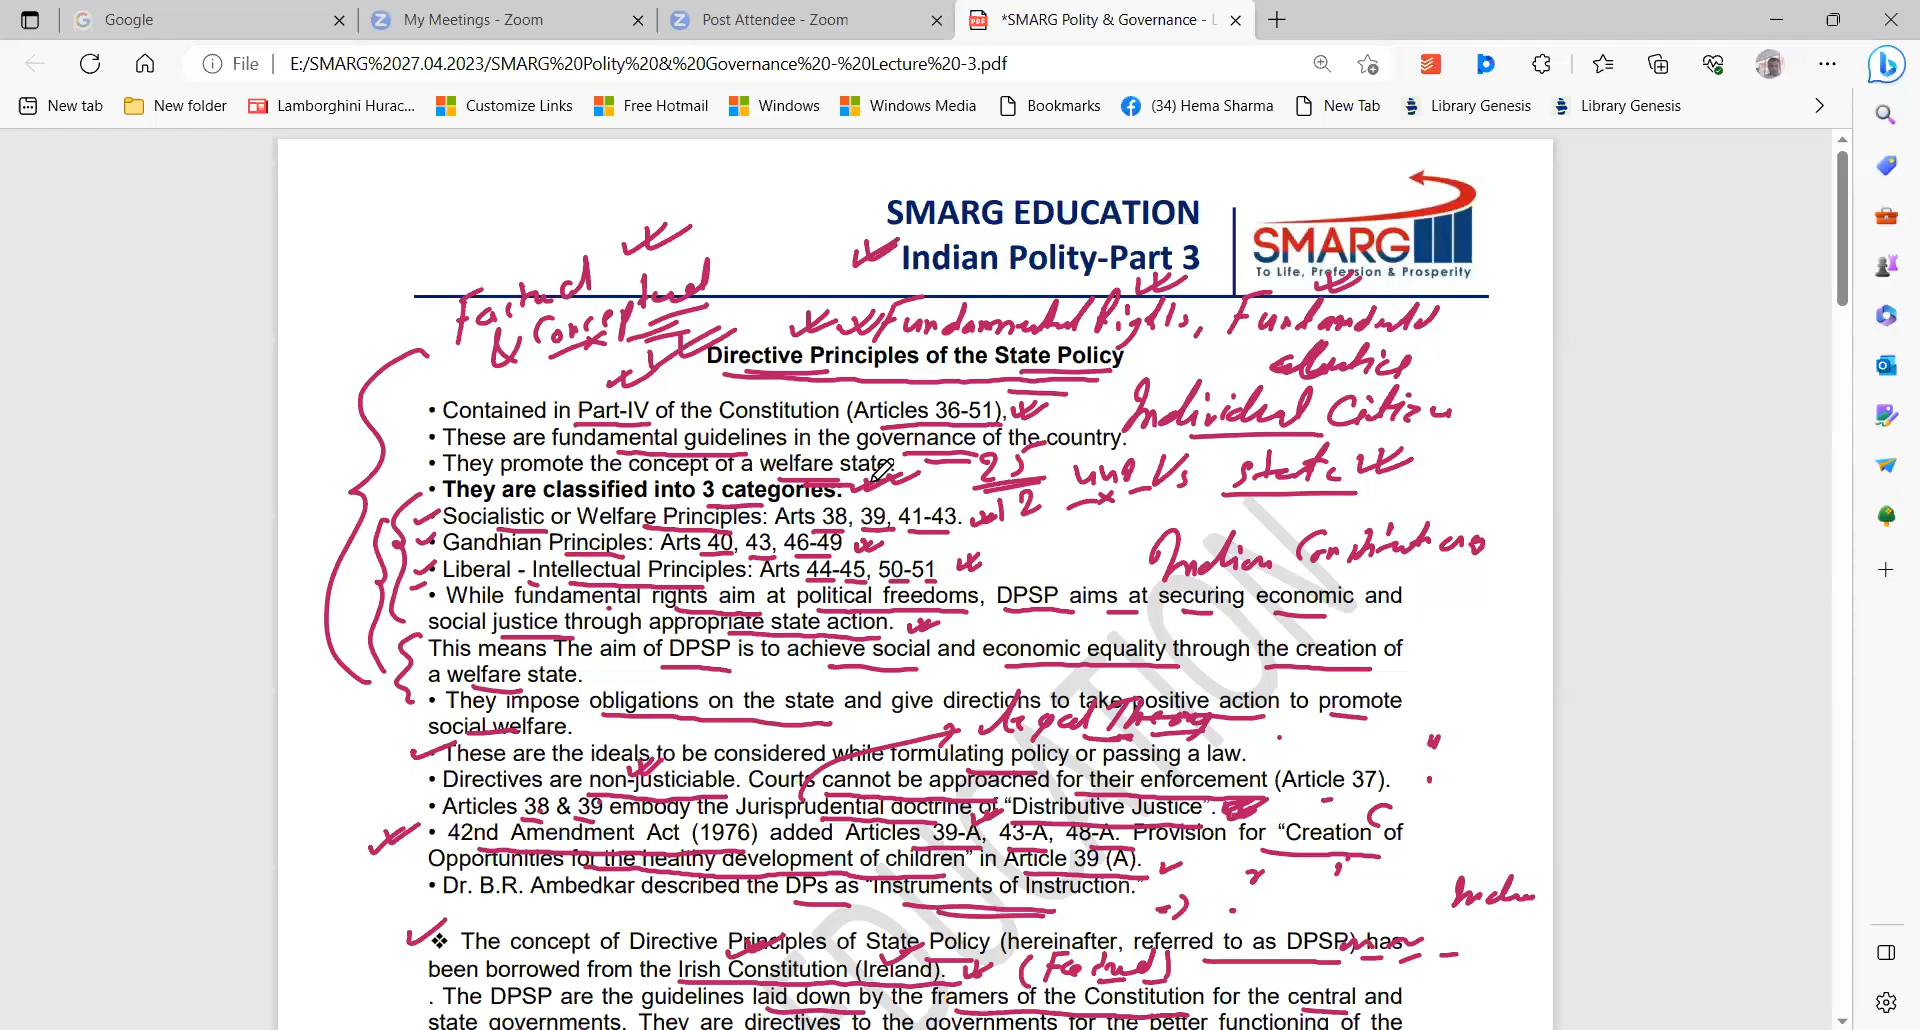 Google
My Meetings - Zoom
Post Attendee - Zoom
*SMARG Polity & Governance - L
File
E:/SMARG%2027.04.2023/SMARG%20Polity%20&%20Governance%20-%20Lecture%20-3.pdf
New tab
New folder
Lamborghini Hurac...
Customize Links
Free Hotmail
Windows
Windows Media
Bookmarks
(34) Hema Sharma
New Tab
Library Genesis
Library Genesis
SMARG EDUCATION
Indian Polity-Part 3
SMARG
To Life, Profession & Prosperity
Factual
& Conceptual
Fundamental Rights, Fundamental
duties
Directive Principles of the State Policy
• Contained in Part-IV of the Constitution (Articles 36-51),
Individual Citizen
• These are fundamental guidelines in the governance of the country.
• They promote the concept of a welfare state.
25
12
Vs state
• They are classified into 3 categories:
• Socialistic or Welfare Principles: Arts 38, 39, 41-43.
• Gandhian Principles: Arts 40, 43, 46-49
Indian Constitution
• Liberal - Intellectual Principles: Arts 44-45, 50-51
• While fundamental rights aim at political freedoms, DPSP aims at securing economic and
social justice through appropriate state action.
This means The aim of DPSP is to achieve social and economic equality through the creation of
a welfare state.
• They impose obligations on the state and give directions to take positive action to promote
social welfare.
Legal Theory
• These are the ideals to be considered while formulating policy or passing a law.
• Directives are non-justiciable. Courts cannot be approached for their enforcement (Article 37).
• Articles 38 & 39 embody the Jurisprudential doctrine of “Distributive Justice”.
• 42nd Amendment Act (1976) added Articles 39-A, 43-A, 48-A. Provision for “Creation of
Opportunities for the healthy development of children” in Article 39 (A).
• Dr. B.R. Ambedkar described the DPs as “Instruments of Instruction.”
❖ The concept of Directive Principles of State Policy (hereinafter, referred to as DPSP) has
been borrowed from the Irish Constitution (Ireland).
(Factual)
. The DPSP are the guidelines laid down by the framers of the Constitution for the central and
state governments. They are directives to the governments for the better functioning of the
EDUCATION